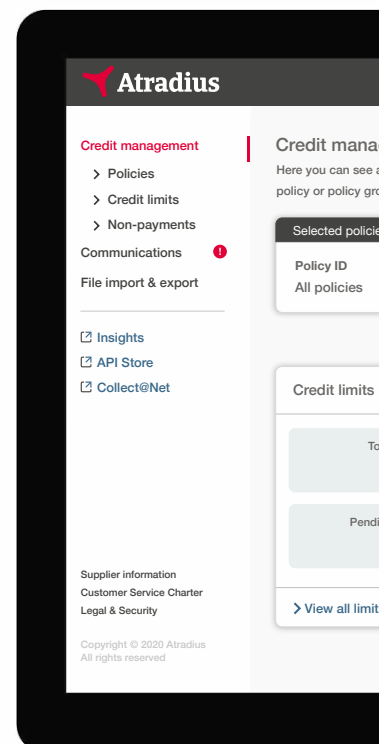 Atradius
Credit management
Policies
Credit limits
Non-payments
Communications
File import & export
Insights
API Store
Collect@Net
Supplier information
Customer Service Charter
Legal & Security
Copyright © 2020 Atradius
All rights reserved
Credit mana
Here you can see a
policy or policy gro
Selected policie
Policy ID
All policies
Credit limits
To
Pendi
View all limit